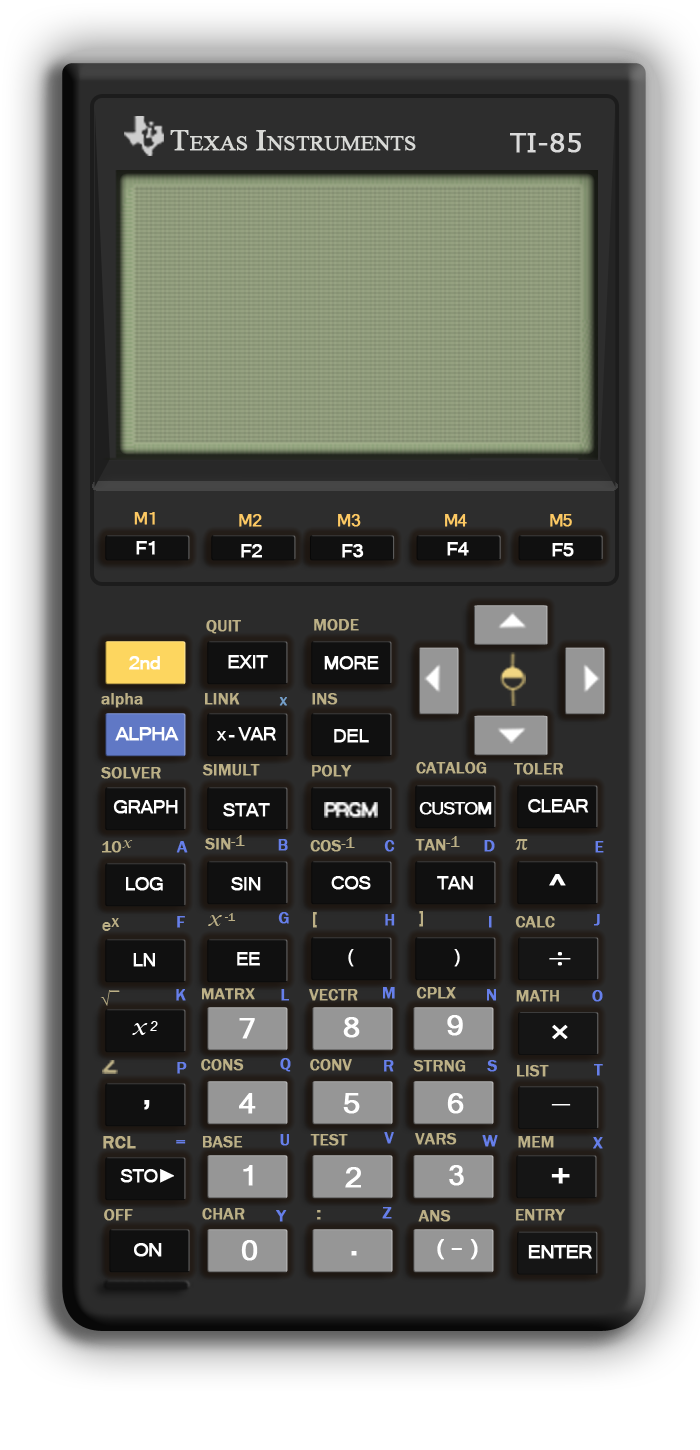 TEXAS INSTRUMENTS TI-85
M1 M2 M3 M4 M5
F1 F2 F3 F4 F5
QUIT MODE
2nd EXIT MORE
alpha LINK x INS
ALPHA x-VAR DEL
SOLVER SIMULT POLY CATALOG TOLER
GRAPH STAT PRGM CUSTOM CLEAR
10ˣ A SIN⁻¹ B COS⁻¹ C TAN⁻¹ D π E
LOG SIN COS TAN ^
eˣ F x⁻¹ G [ H ] I CALC J
LN EE ( ) ÷
√ K MATRX L VECTR M CPLX N MATH O
x² 7 8 9 ×
∠ P CONS Q CONV R STRNG S LIST T
, 4 5 6 −
RCL = BASE U TEST V VARS W MEM X
STO▶ 1 2 3 +
OFF CHAR Y : Z ANS ENTRY
ON 0 . (-) ENTER